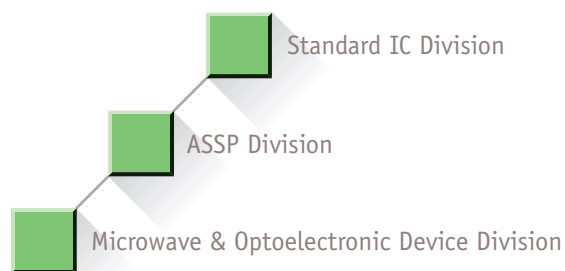 Standard IC Division
ASSP Division
Microwave & Optoelectronic Device Division